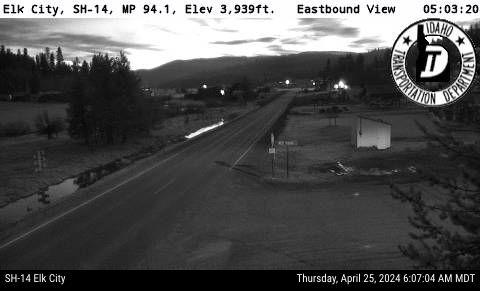 Elk City, SH-14, MP 94.1, Elev 3,939ft. Eastbound View 05:03:20
IDAHO
TRANSPORTATION DEPARTMENT
SH-14 Elk City Thursday, April 25, 2024 6:07:04 AM MDT